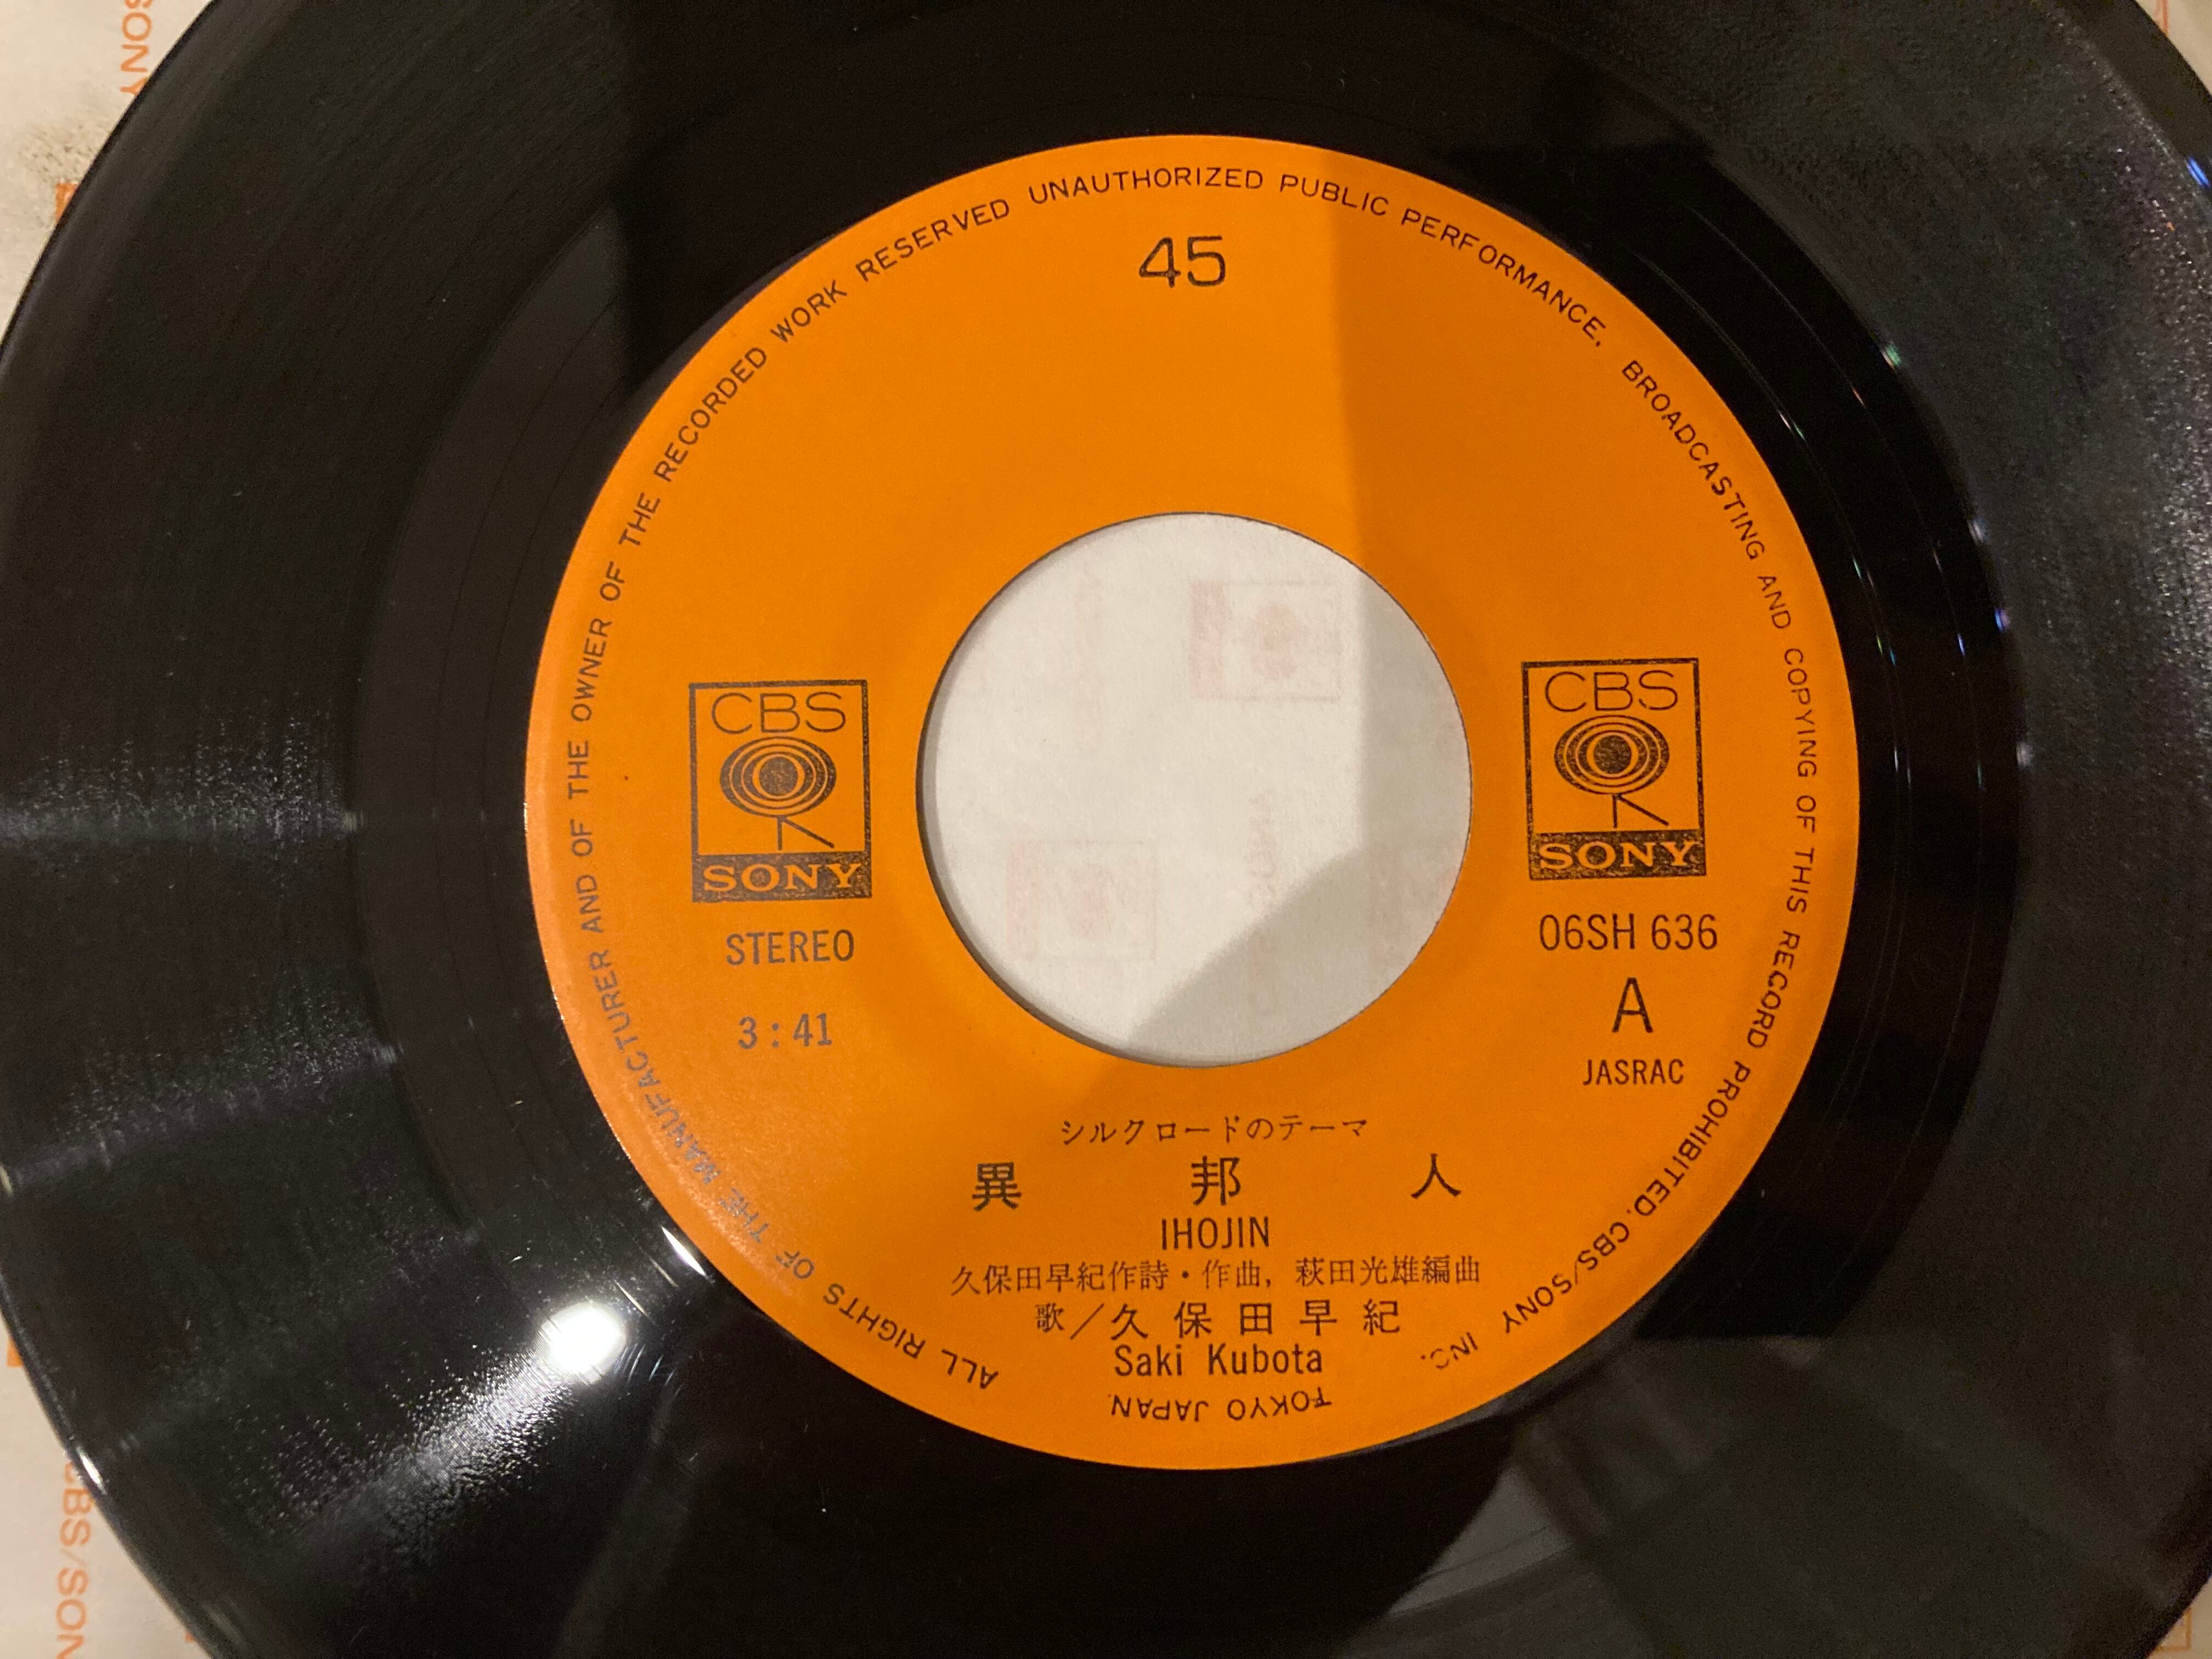 ALL RIGHTS OF THE MANUFACTURER AND OF THE OWNER OF THE RECORDED WORK RESERVED UNAUTHORIZED PUBLIC PERFORMANCE, BROADCASTING AND COPYING OF THIS RECORD PROHIBITED, CBS/SONY INC.
TOKYO JAPAN.
45
CBS
SONY
STEREO
3:41
CBS
SONY
06SH 636
A
JASRAC
シルクロードのテーマ
異邦人
IHOJIN
久保田早紀作詩・作曲, 萩田光雄編曲
歌/久保田早紀
Saki Kubota
SONY
CBS/SON